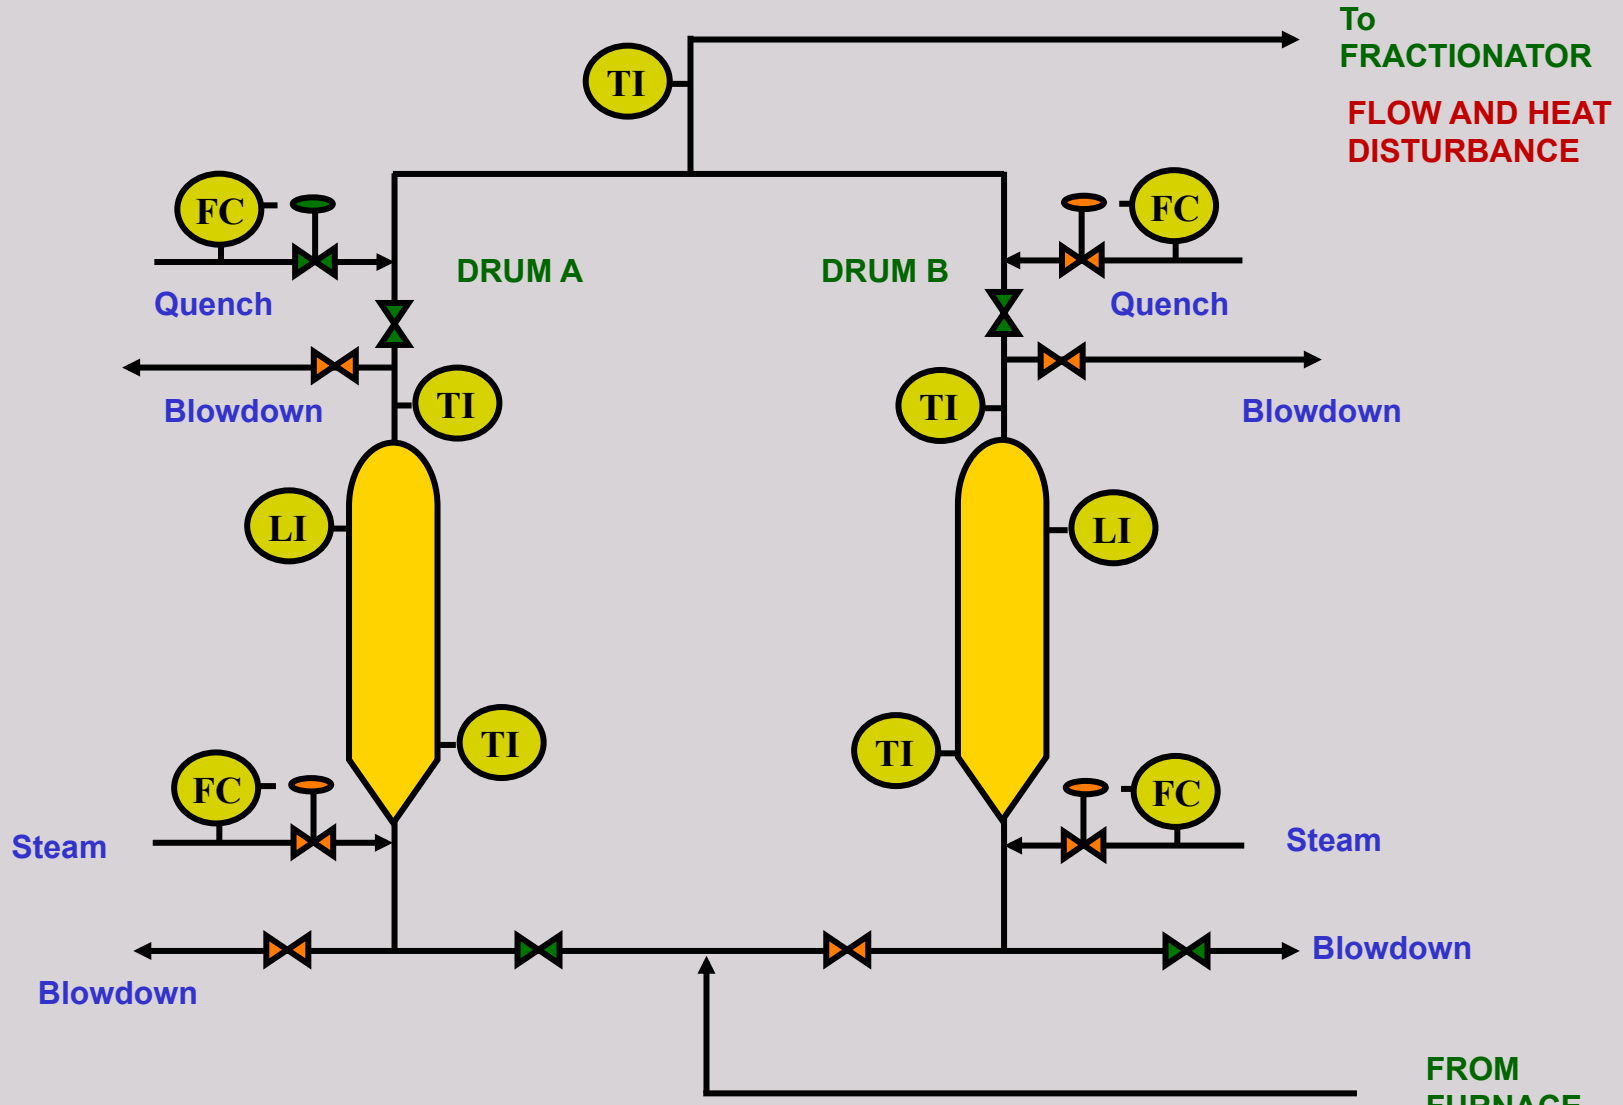 To
FRACTIONATOR
TI
FLOW AND HEAT
DISTURBANCE
FC
FC
DRUM A
DRUM B
Quench
Quench
TI
TI
Blowdown
Blowdown
LI
LI
TI
TI
FC
FC
Steam
Steam
Blowdown
Blowdown
FROM
FURNACE